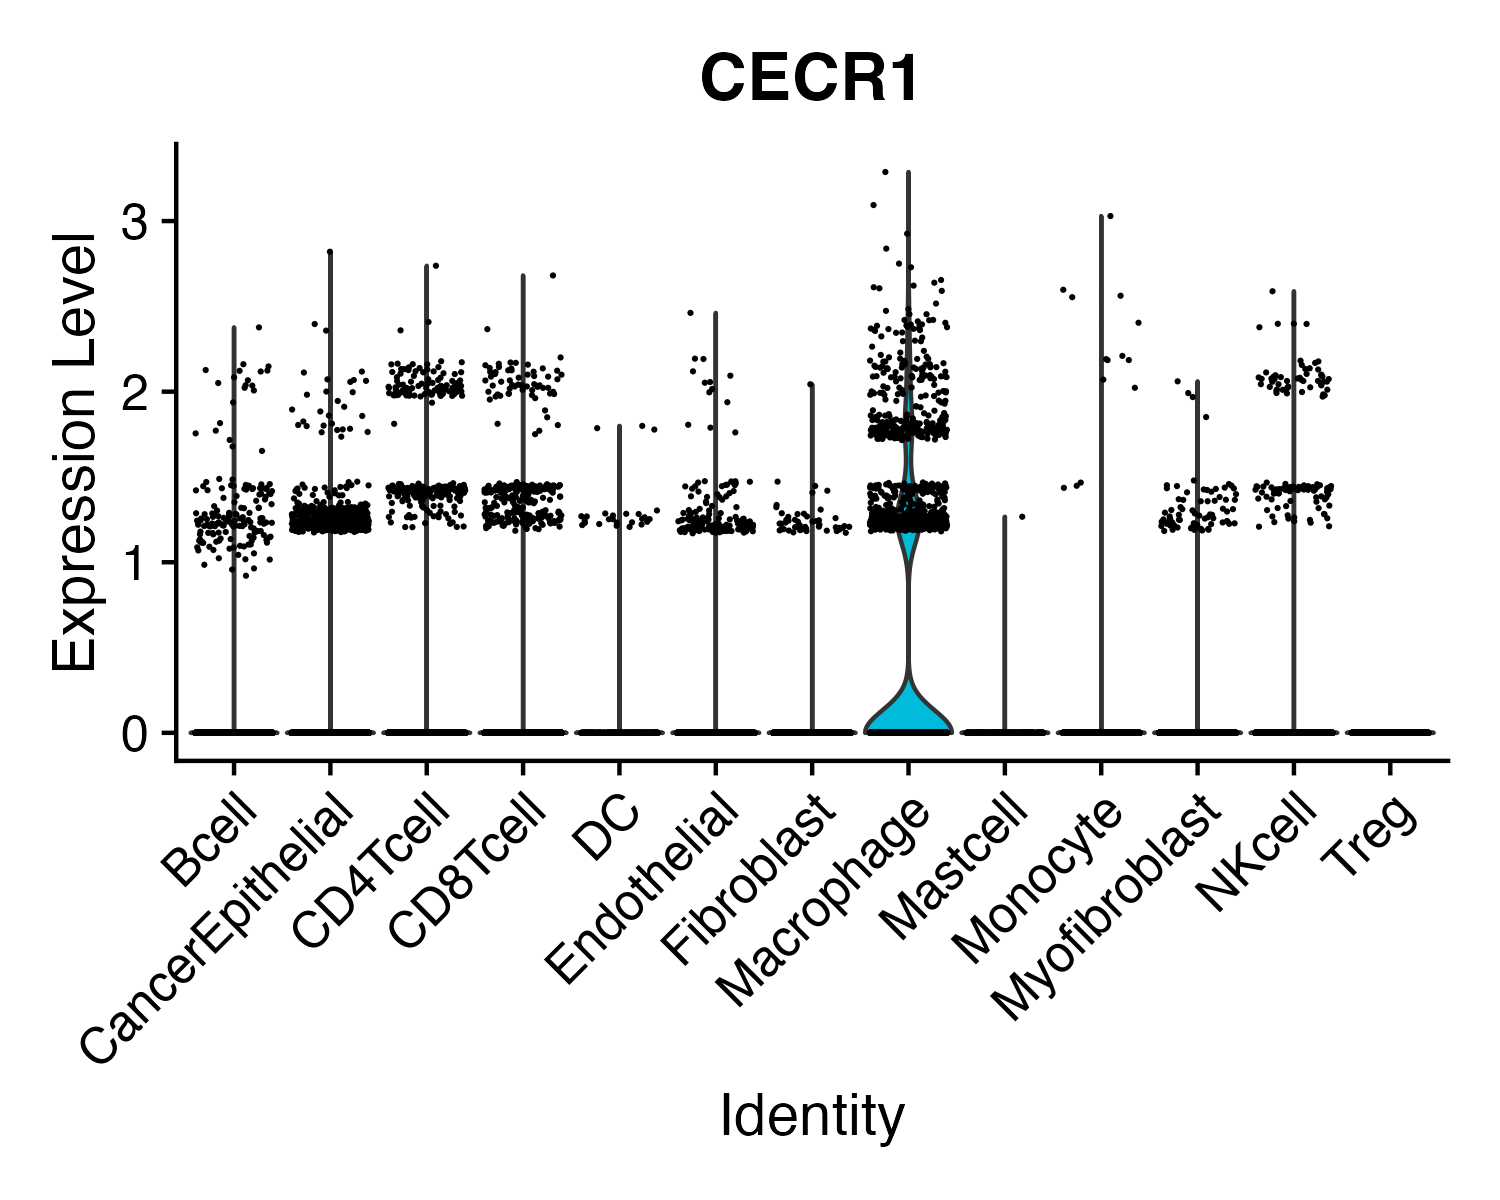 CECR1
Expression Level
3
2
1
0
Bcell
CancerEpithelial
CD4Tcell
CD8Tcell
DC
Endothelial
Fibroblast
Macrophage
Mastcell
Monocyte
Myofibroblast
NKcell
Treg
Identity